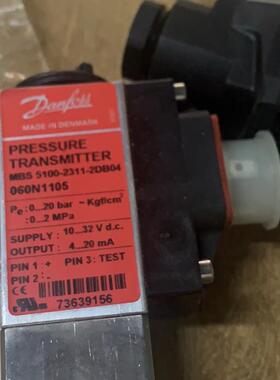 Danfoss
MADE IN DENMARK
PRESSURE
TRANSMITTER
MBS 5100-2311-2DB04
060N1105
Pe : 0...20 bar ~ Kgf/cm²
: 0...2 MPa
SUPPLY : 10...32 V d.c.
OUTPUT : 4...20 mA
PIN 1 : + PIN 3 : TEST
PIN 2 : -
CE
73639156